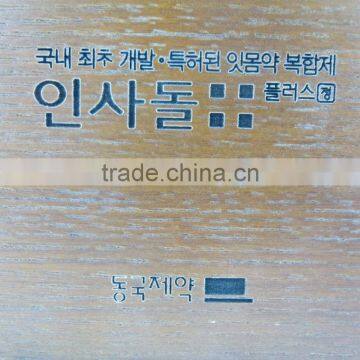 국내 최초 개발·특허된 잇몸약 복합제
인사돌 플러스정
trade.china.cn
동국제약